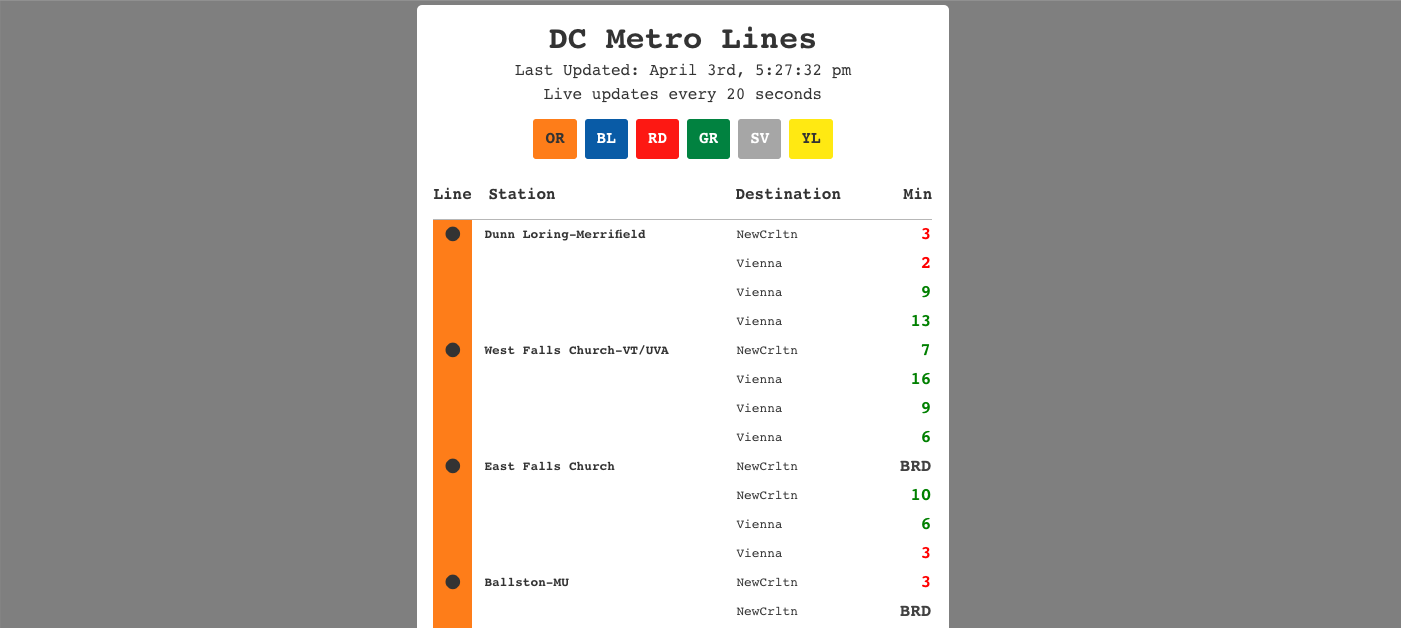 DC Metro Lines
Last Updated: April 3rd, 5:27:32 pm
Live updates every 20 seconds
OR BL RD GR SV YL
Line Station Destination Min
Dunn Loring-Merrifield NewCrltn 3
Vienna 2
Vienna 9
Vienna 13
West Falls Church-VT/UVA NewCrltn 7
Vienna 16
Vienna 9
Vienna 6
East Falls Church NewCrltn BRD
NewCrltn 10
Vienna 6
Vienna 3
Ballston-MU NewCrltn 3
NewCrltn BRD